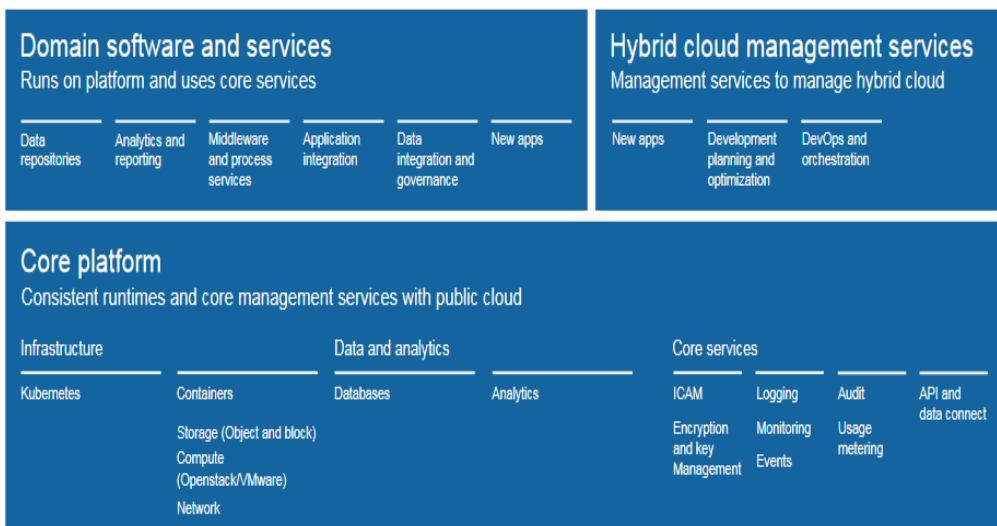 Domain software and services
Runs on platform and uses core services
Data
repositories
Analytics and
reporting
Middleware
and process
services
Application
integration
Data
integration and
governance
New apps
Hybrid cloud management services
Management services to manage hybrid cloud
New apps
Development
planning and
optimization
DevOps and
orchestration
Core platform
Consistent runtimes and core management services with public cloud
Infrastructure
Kubernetes
Containers
Storage (Object and block)
Compute
(Openstack/VMware)
Network
Data and analytics
Databases
Analytics
Core services
ICAM
Encryption
and key
Management
Logging
Monitoring
Events
Audit
Usage
metering
API and
data connect